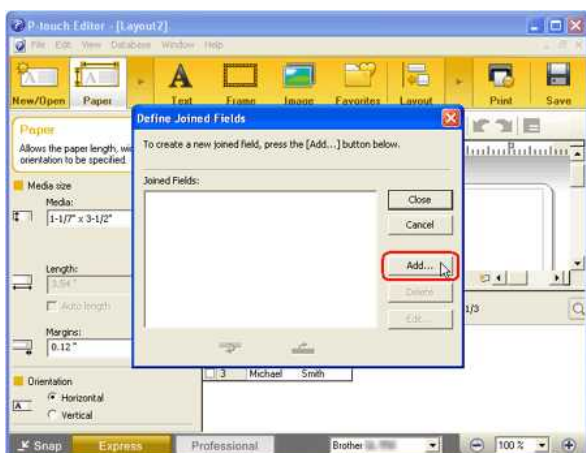 P-touch Editor - [Layout2]
File Edit View Database Window Help
New/Open Paper Text Frame Image Favorites Layout Print Save
Define Joined Fields
To create a new joined field, press the [Add...] button below.
Joined Fields:
Close
Cancel
Add...
Delete
Edit...
Paper
Allows the paper length, wi
orientation to be specified.
Media size
Media:
1-1/7" x 3-1/2"
Length:
3.54 "
Auto length
Margins:
0.12 "
Orientation
Horizontal
Vertical
1/3
3 Michael Smith
Snap Express Professional Brother 100 %